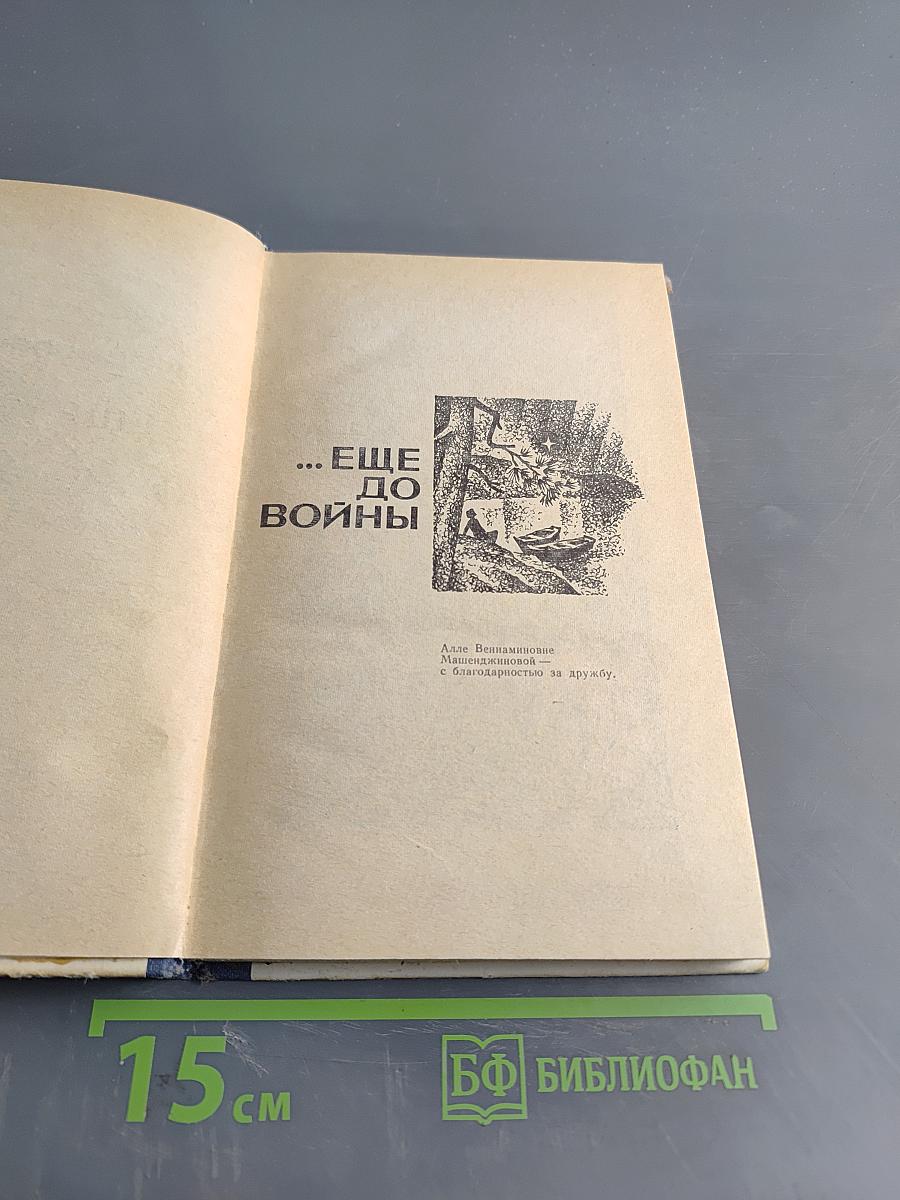 ... ЕЩЕ
ДО
ВОЙНЫ
Алле Вениаминовне
Машенджиновой —
с благодарностью за дружбу.
15 см
БФ БИБЛИОФАН